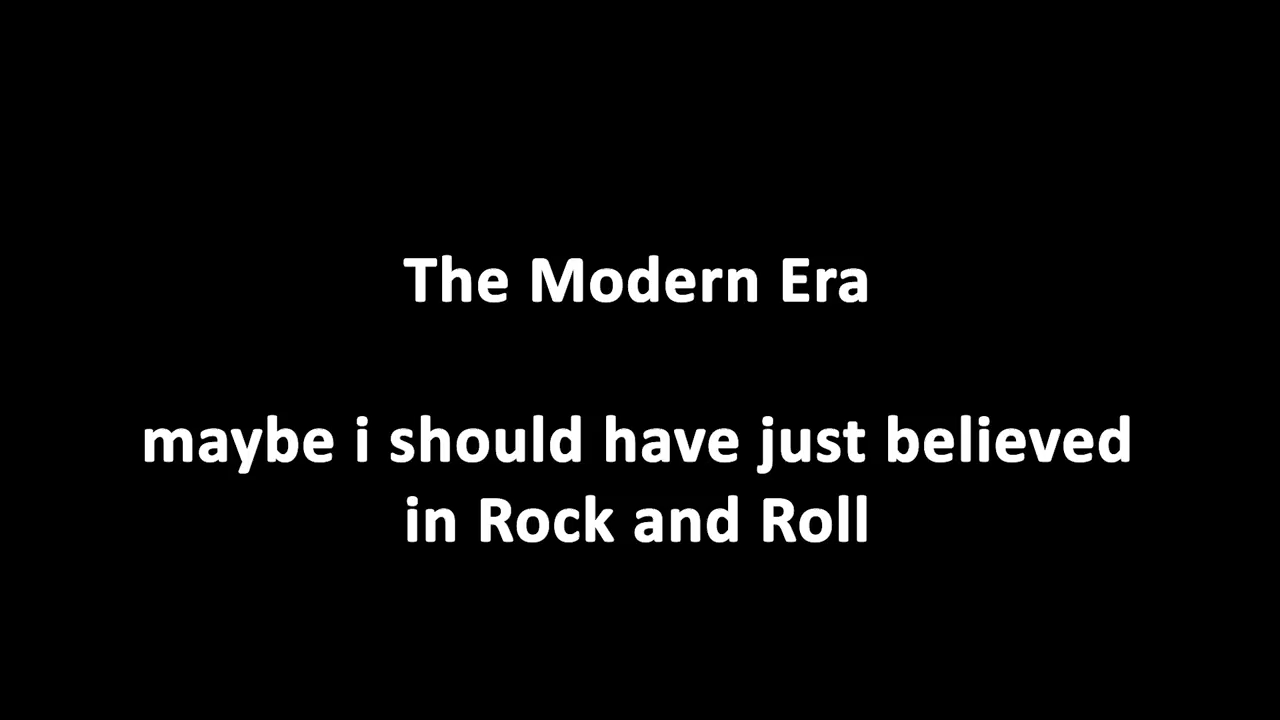 The Modern Era
maybe i should have just believed
in Rock and Roll